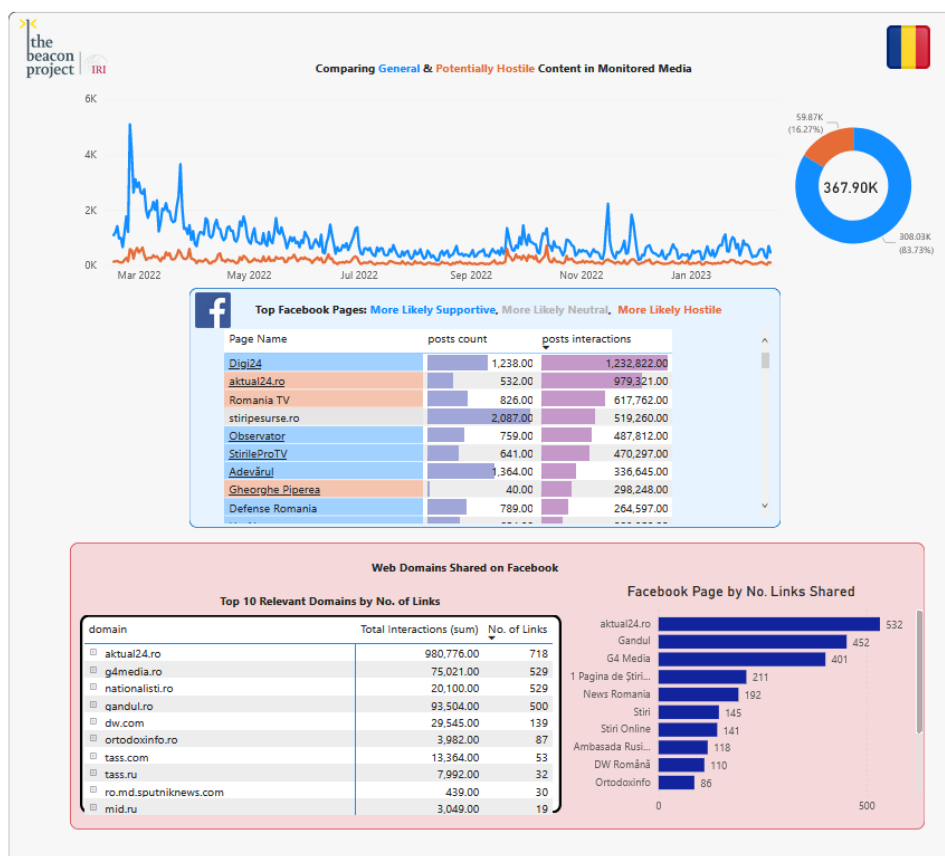 the
beacon
project
IRI
Comparing General & Potentially Hostile Content in Monitored Media
6K
4K
2K
0K
Mar 2022 May 2022 Jul 2022 Sep 2022 Nov 2022 Jan 2023
59.87K
(16.27%)
367.90K
308.03K
(83.73%)
Top Facebook Pages: More Likely Supportive, More Likely Neutral, More Likely Hostile
Page Name posts count posts interactions
Digi24 1,238.00 1,232,822.00
aktual24.ro 532.00 979,321.00
Romania TV 826.00 617,762.00
stiripesurse.ro 2,087.00 519,260.00
Observator 759.00 487,812.00
StirileProTV 641.00 470,297.00
Adevărul 1,364.00 336,645.00
Gheorghe Piperea 40.00 298,248.00
Defense Romania 789.00 264,597.00
Web Domains Shared on Facebook
Top 10 Relevant Domains by No. of Links
domain Total Interactions (sum) No. of Links
aktual24.ro 980,776.00 718
g4media.ro 75,021.00 529
nationalisti.ro 20,100.00 529
gandul.ro 93,504.00 500
dw.com 29,545.00 139
ortodoxinfo.ro 3,982.00 87
tass.com 13,364.00 53
tass.ru 7,992.00 32
ro.md.sputniknews.com 439.00 30
mid.ru 3,049.00 19
Facebook Page by No. Links Shared
aktual24.ro 532
Gandul 452
G4 Media 401
1 Pagina de Știri... 211
News Romania 192
Stiri 145
Stiri Online 141
Ambasada Rusi... 118
DW Română 110
Ortodoxinfo 86
0 500